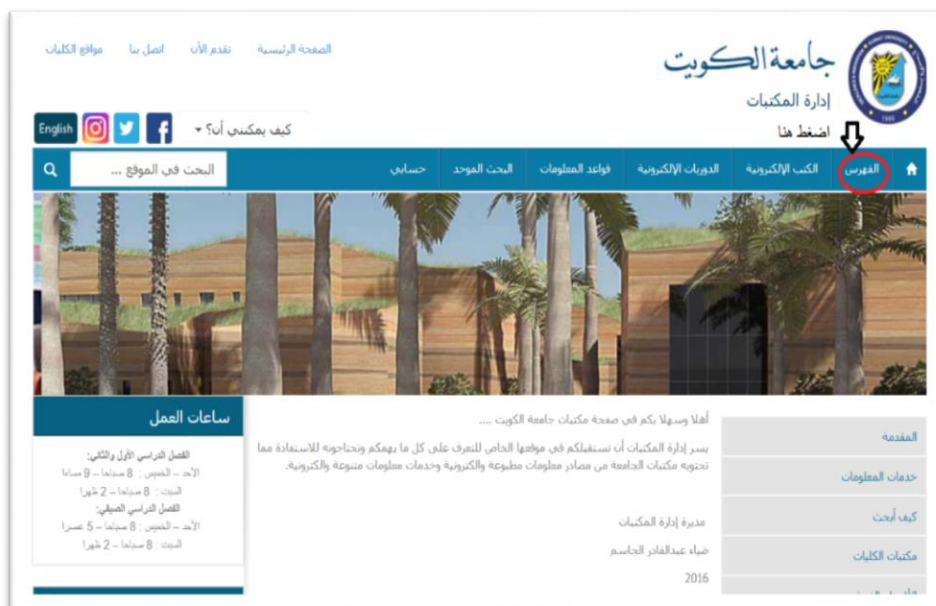 الصفحة الرئيسية تقدم الآن اتصل بنا مواقع الكليات
جامعة الكويت
إدارة المكتبات
كيف يمكنني أن؟
English
اضغط هنا
الفهرس الكتب الإلكترونية الدوريات الإلكترونية قواعد المعلومات البحث الموحد حسابي
البحث في الموقع ...
المقدمة
خدمات المعلومات
كيف أبحث
مكتبات الكليات
أهلا وسهلا بكم في صفحة مكتبات جامعة الكويت ....
يسر إدارة المكتبات أن تستقبلكم في موقعها الخاص للتعرف على كل ما يهمكم وتحتاجونه للاستفادة مما
تحتويه مكتبات الجامعة من مصادر معلومات مطبوعة والكترونية وخدمات معلومات متنوعة والكترونية.
مديرة إدارة المكتبات
ضياء عبدالقادر الجاسم
2016
ساعات العمل
الفصل الدراسي الأول والثاني:
الأحد – الخميس : 8 صباحا – 9 مساءا
السبت : 8 صباحا – 2 ظهرا
الفصل الدراسي الصيفي:
الأحد – الخميس : 8 صباحا – 5 عصرا
السبت : 8 صباحا – 2 ظهرا